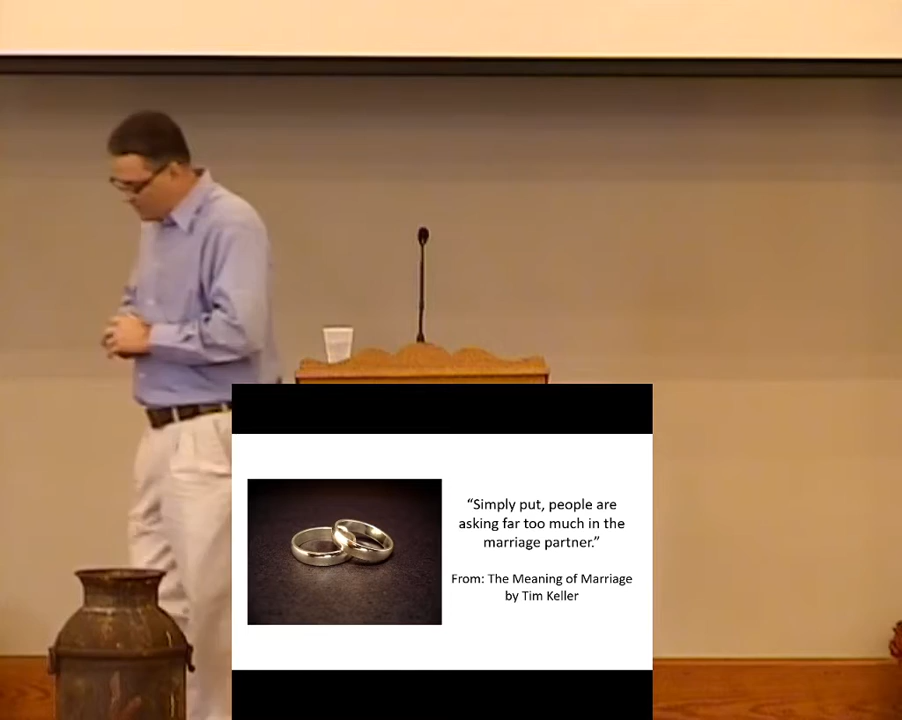 “Simply put, people are
asking far too much in the
marriage partner.”
From: The Meaning of Marriage
by Tim Keller